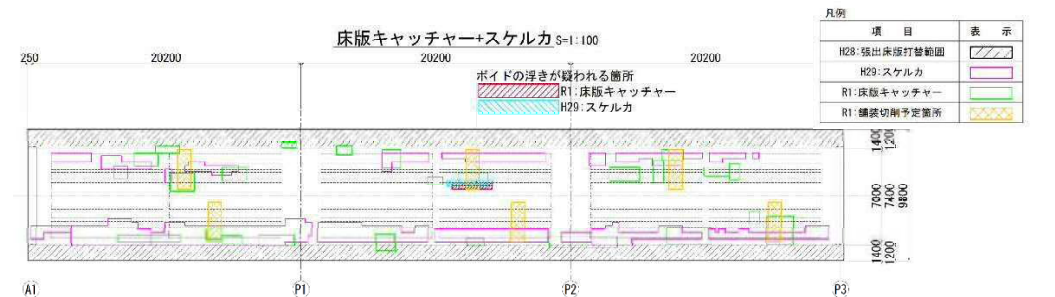 凡例
項 目 表 示
H28:張出床版打替範囲
H29:スケルカ
R1:床版キャッチャー
R1:舗装切削予定箇所
床版キャッチャー+スケルカ S=1:100
250 20200 20200 20200
ボイドの浮きが疑われる箇所
R1:床版キャッチャー
H29:スケルカ
1400 1200
7000 7400 9800
1400 1200
A1 P1 P2 P3